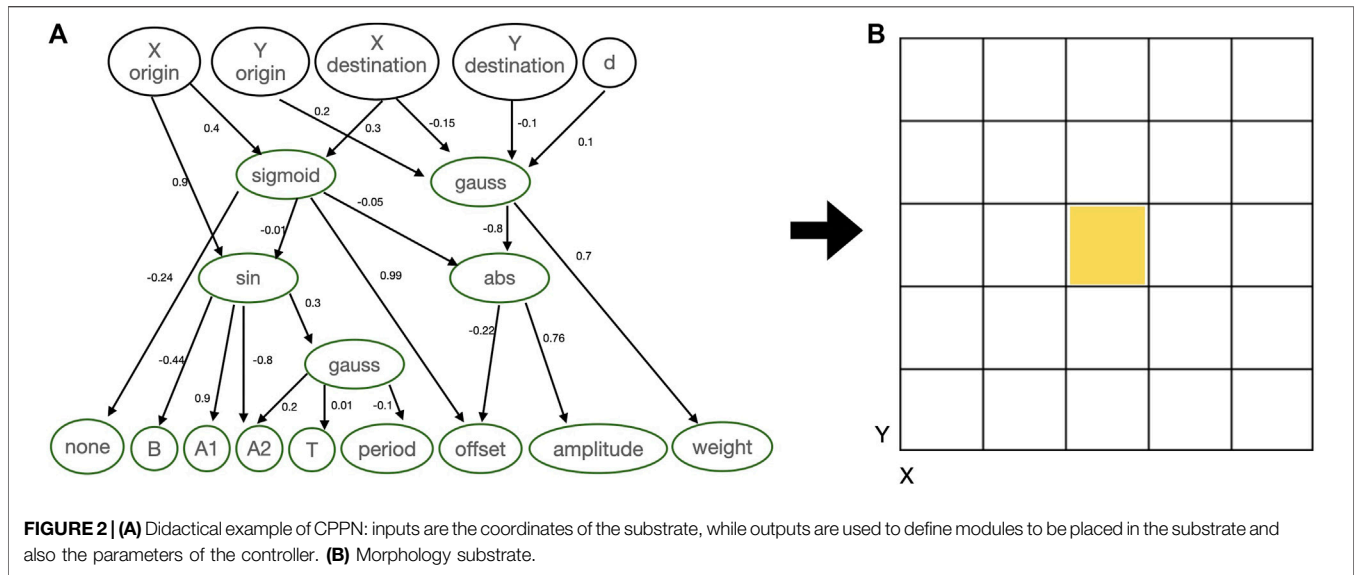 A
B
X
origin
Y
origin
X
destination
Y
destination
d
0.4
0.2
0.3
-0.15
-0.1
0.1
0.9
sigmoid
gauss
-0.05
-0.01
-0.8
0.7
-0.24
sin
0.99
abs
0.3
-0.22
0.76
-0.44
-0.8
gauss
0.9
0.2
0.01
-0.1
none
B
A1
A2
T
period
offset
amplitude
weight
Y
X
FIGURE 2 | (A) Didactical example of CPPN: inputs are the coordinates of the substrate, while outputs are used to define modules to be placed in the substrate and
also the parameters of the controller. (B) Morphology substrate.